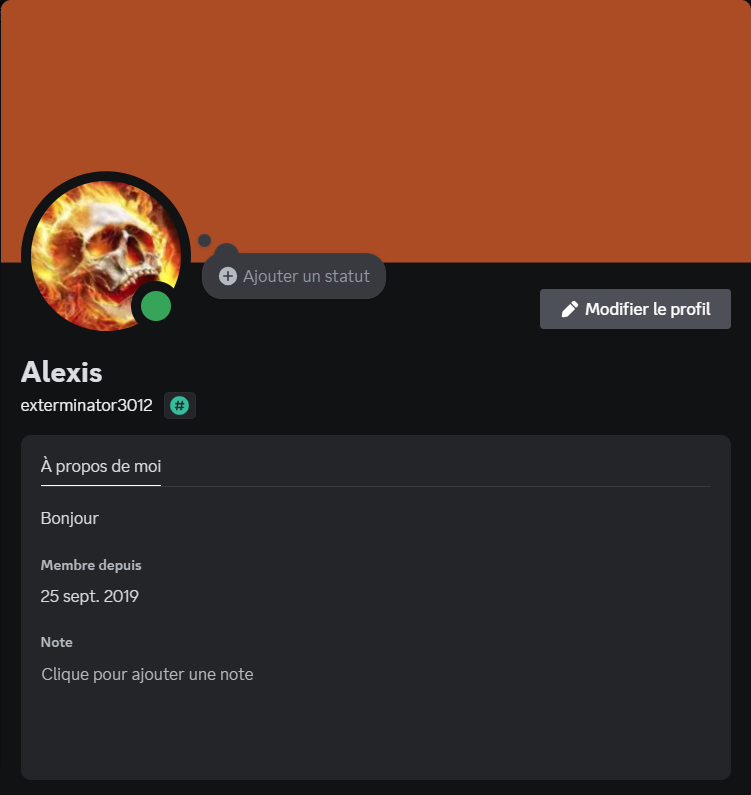 Ajouter un statut
Modifier le profil
Alexis
exterminator3012
#
À propos de moi
Bonjour
Membre depuis
25 sept. 2019
Note
Clique pour ajouter une note